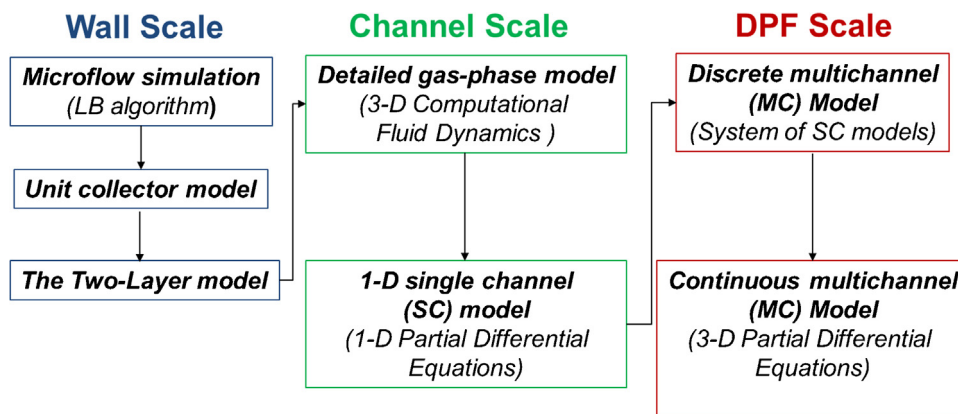 Wall Scale
Microflow simulation
(LB algorithm)
Unit collector model
The Two-Layer model
Channel Scale
Detailed gas-phase model
(3-D Computational
Fluid Dynamics )
1-D single channel
(SC) model
(1-D Partial Differential
Equations)
DPF Scale
Discrete multichannel
(MC) Model
(System of SC models)
Continuous multichannel
(MC) Model
(3-D Partial Differential
Equations)